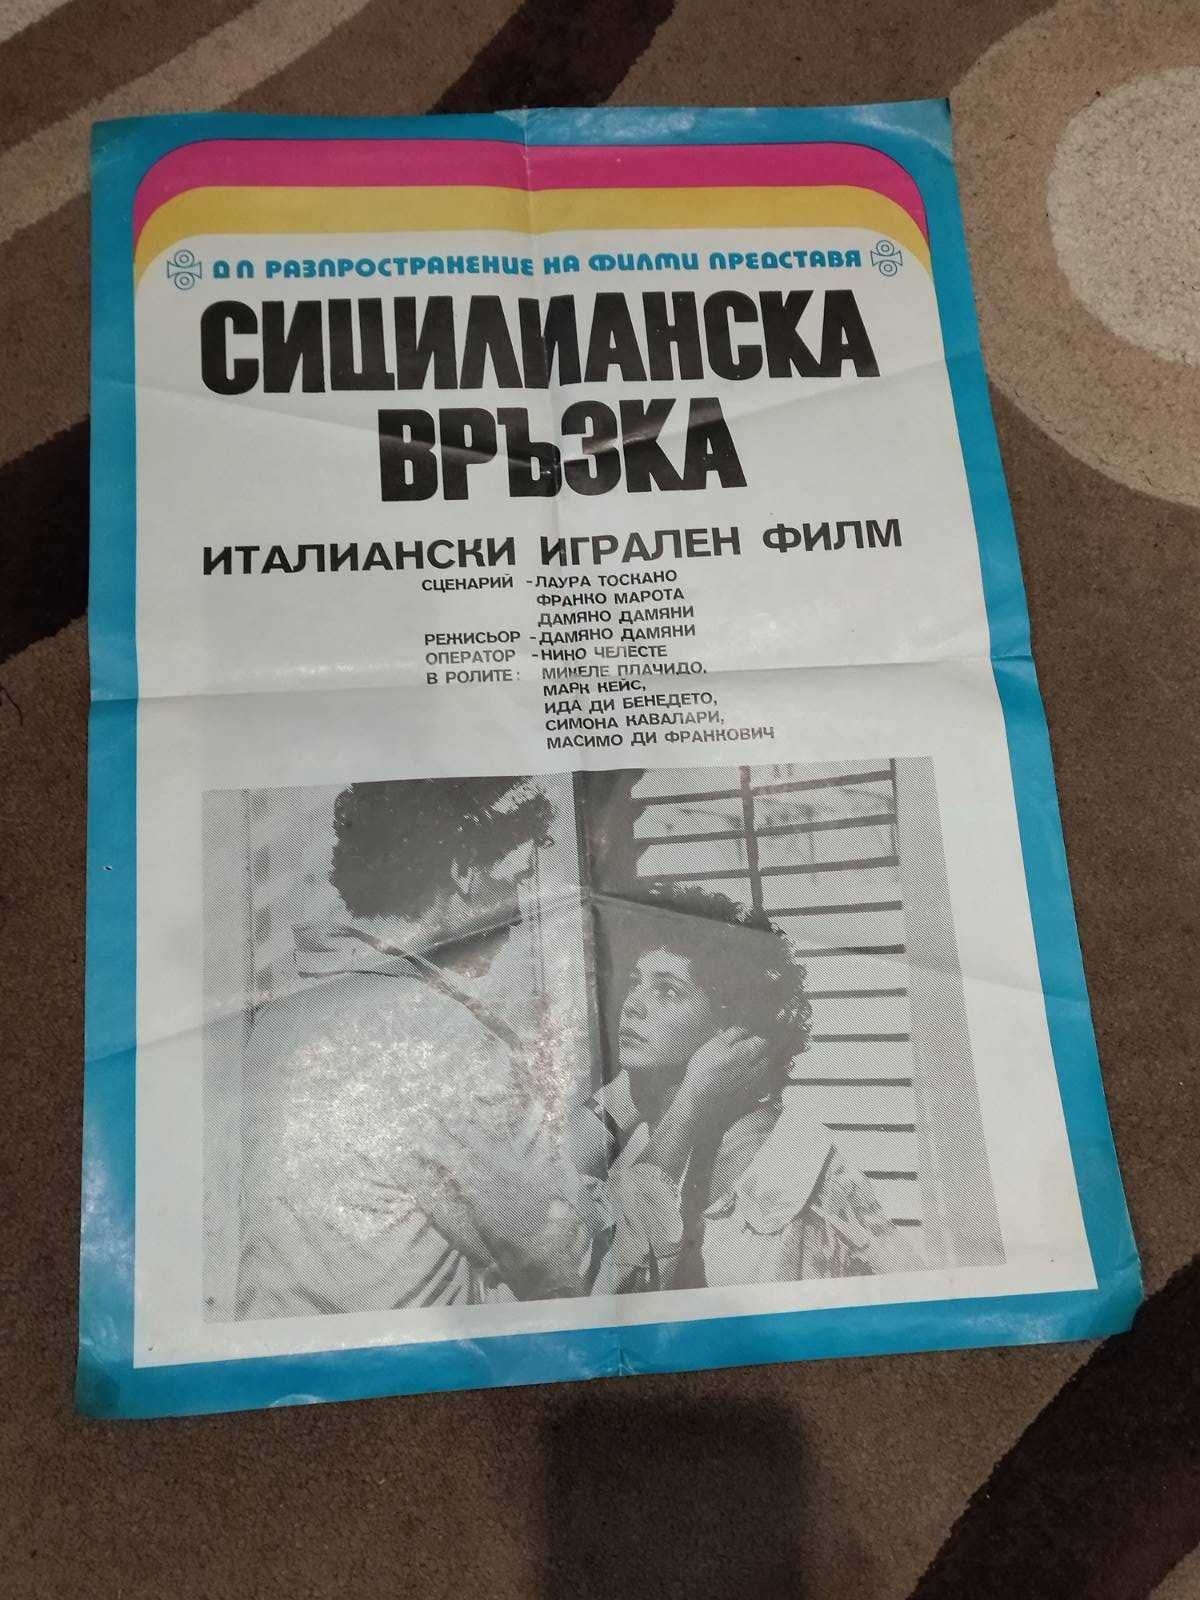 ДП РАЗПРОСТРАНЕНИЕ НА ФИЛМИ ПРЕДСТАВЯ
СИЦИЛИАНСКА
ВРЪЗКА
ИТАЛИАНСКИ ИГРАЛЕН ФИЛМ
СЦЕНАРИЙ - ЛАУРА ТОСКАНО
ФРАНКО МАРОТА
ДАМЯНО ДАМЯНИ
РЕЖИСЬОР - ДАМЯНО ДАМЯНИ
ОПЕРАТОР - НИНО ЧЕЛЕСТЕ
В РОЛИТЕ: МИКЕЛЕ ПЛАЧИДО,
МАРК КЕЙС,
ИДА ДИ БЕНЕДЕТО,
СИМОНА КАВАЛАРИ,
МАСИМО ДИ ФРАНКОВИЧ